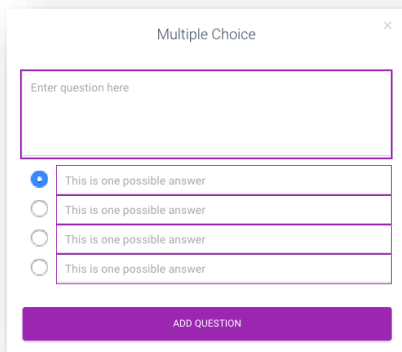 Multiple Choice
×
Enter question here
This is one possible answer
This is one possible answer
This is one possible answer
This is one possible answer
ADD QUESTION